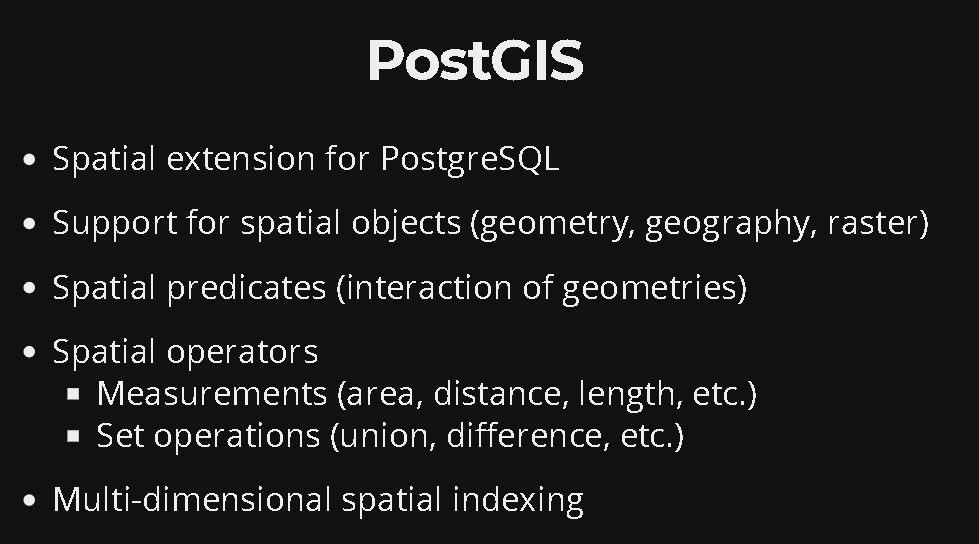 PostGIS
Spatial extension for PostgreSQL
Support for spatial objects (geometry, geography, raster)
Spatial predicates (interaction of geometries)
Spatial operators
Measurements (area, distance, length, etc.)
Set operations (union, difference, etc.)
Multi-dimensional spatial indexing